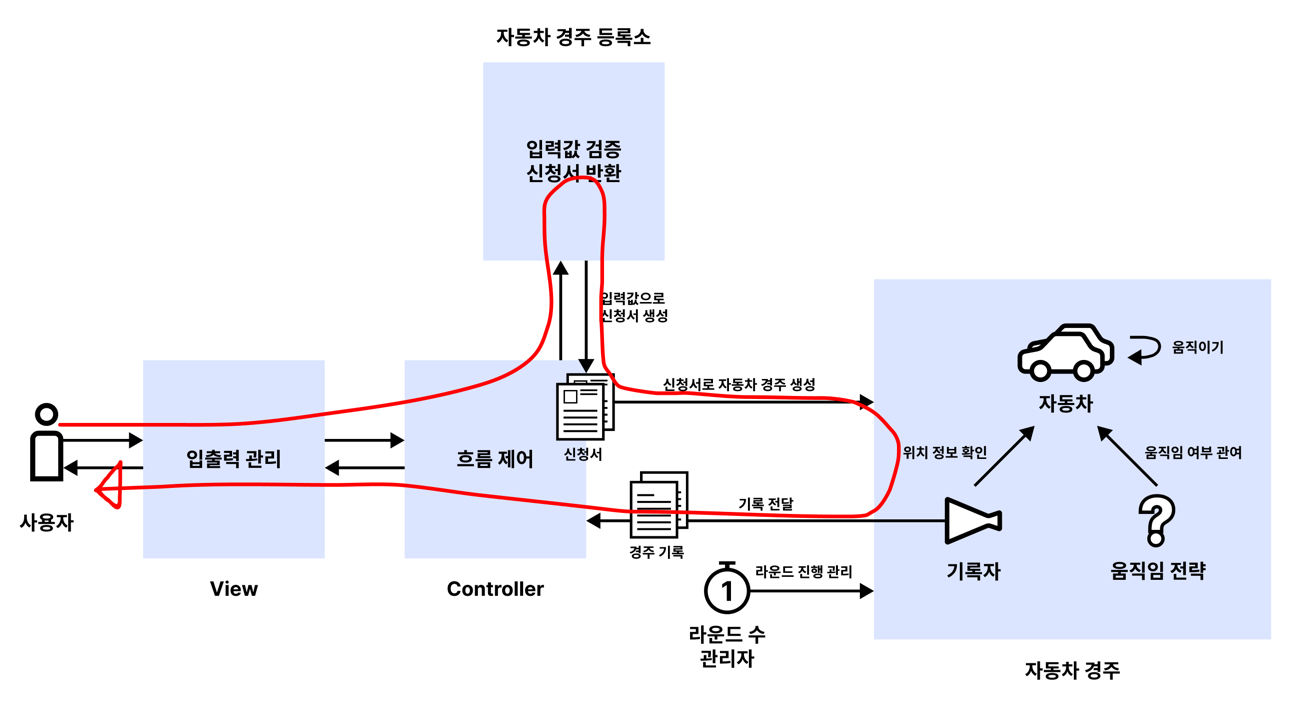 자동차 경주 등록소
입력값 검증
신청서 반환
입력값으로
신청서 생성
신청서로 자동차 경주 생성
움직이기
자동차
신청서
입출력 관리
흐름 제어
위치 정보 확인
움직임 여부 관여
사용자
기록 전달
경주 기록
기록자
움직임 전략
View
Controller
1
라운드 진행 관리
라운드 수
관리자
자동차 경주